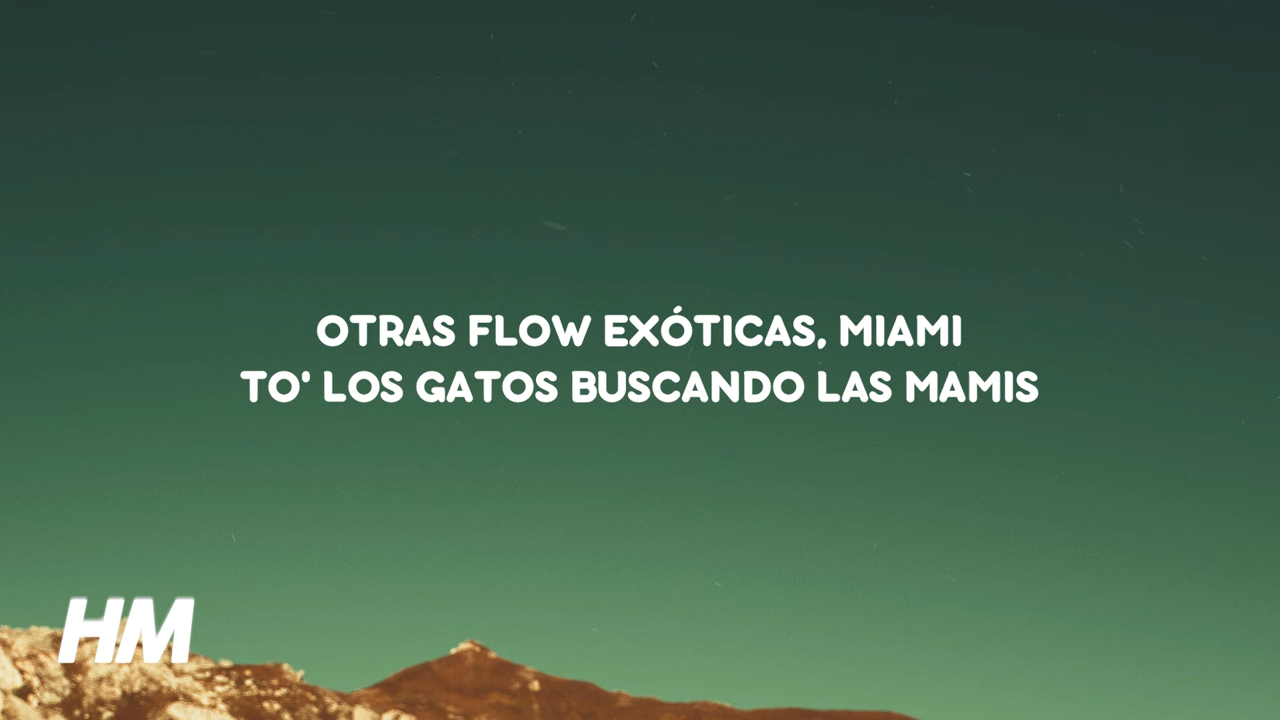 OTRAS FLOW EXÓTICAS, MIAMI
TO' LOS GATOS BUSCANDO LAS MAMIS
HM